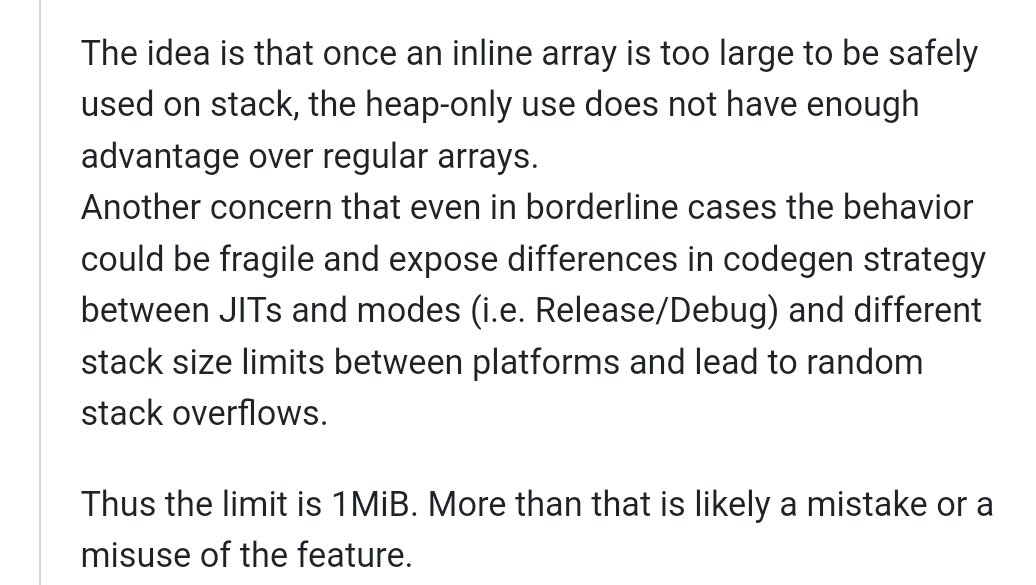 The idea is that once an inline array is too large to be safely
used on stack, the heap-only use does not have enough
advantage over regular arrays.
Another concern that even in borderline cases the behavior
could be fragile and expose differences in codegen strategy
between JITs and modes (i.e. Release/Debug) and different
stack size limits between platforms and lead to random
stack overflows.
Thus the limit is 1MiB. More than that is likely a mistake or a
misuse of the feature.